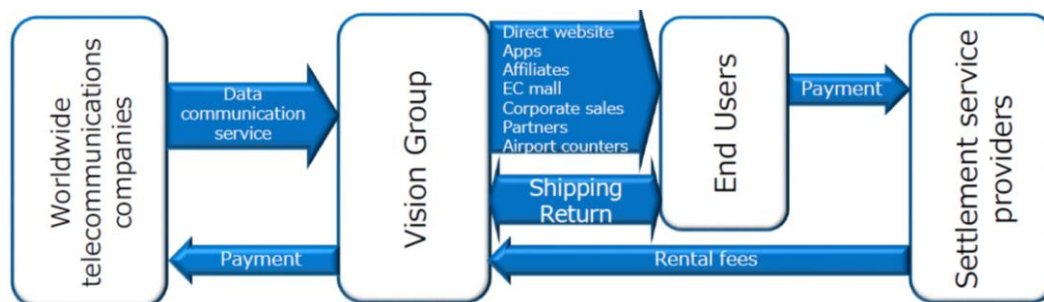 Worldwide
telecommunications
companies
Data
communication
service
Payment
Vision Group
Direct website
Apps
Affiliates
EC mall
Corporate sales
Partners
Airport counters
Shipping
Return
End Users
Payment
Rental fees
Settlement service
providers